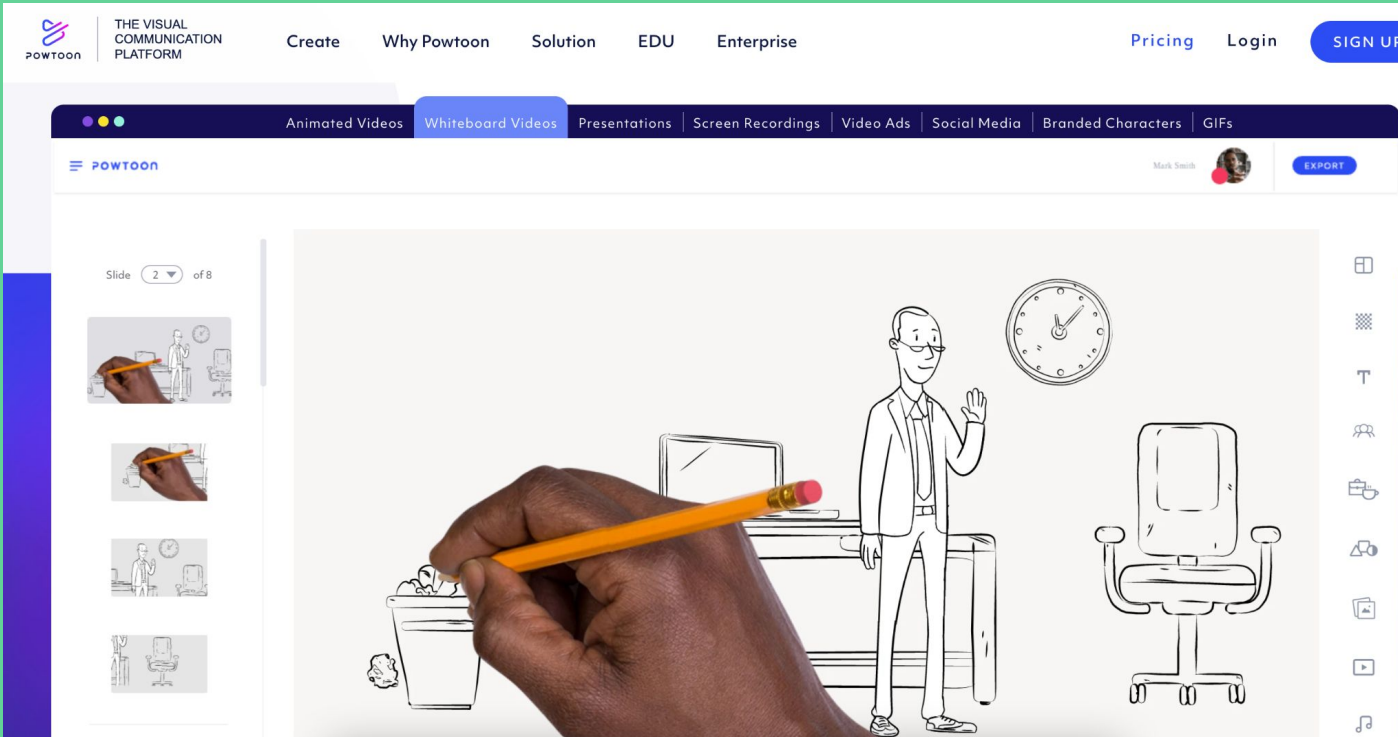 POWTOON
THE VISUAL
COMMUNICATION
PLATFORM
Create Why Powtoon Solution EDU Enterprise Pricing Login SIGN UP
Animated Videos Whiteboard Videos Presentations Screen Recordings Video Ads Social Media Branded Characters GIFs
POWTOON Mark Smith EXPORT
Slide 2 of 8
T